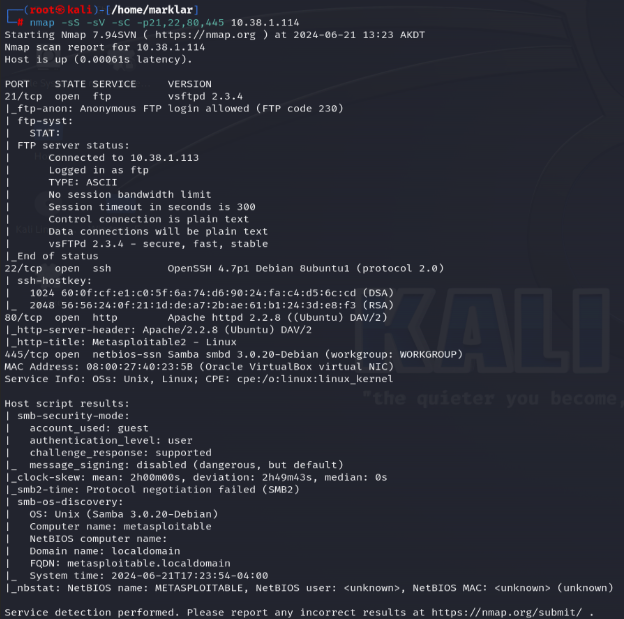 ┌──(root㉿kali)-[/home/marklar]
└─# nmap -sS -sV -sC -p21,22,80,445 10.38.1.114
Starting Nmap 7.94SVN ( https://nmap.org ) at 2024-06-21 13:23 AKDT
Nmap scan report for 10.38.1.114
Host is up (0.00061s latency).

PORT    STATE SERVICE     VERSION
21/tcp  open  ftp         vsftpd 2.3.4
|_ftp-anon: Anonymous FTP login allowed (FTP code 230)
| ftp-syst:
|   STAT:
| FTP server status:
|      Connected to 10.38.1.113
|      Logged in as ftp
|      TYPE: ASCII
|      No session bandwidth limit
|      Session timeout in seconds is 300
|      Control connection is plain text
|      Data connections will be plain text
|      vsFTPd 2.3.4 - secure, fast, stable
|_End of status
22/tcp  open  ssh         OpenSSH 4.7p1 Debian 8ubuntu1 (protocol 2.0)
| ssh-hostkey:
|   1024 60:0f:cf:e1:c0:5f:6a:74:d6:90:24:fa:c4:d5:6c:cd (DSA)
|_  2048 56:56:24:0f:21:1d:de:a7:2b:ae:61:b1:24:3d:e8:f3 (RSA)
80/tcp  open  http        Apache httpd 2.2.8 ((Ubuntu) DAV/2)
|_http-server-header: Apache/2.2.8 (Ubuntu) DAV/2
|_http-title: Metasploitable2 - Linux
445/tcp open  netbios-ssn Samba smbd 3.0.20-Debian (workgroup: WORKGROUP)
MAC Address: 08:00:27:40:23:5B (Oracle VirtualBox virtual NIC)
Service Info: OSs: Unix, Linux; CPE: cpe:/o:linux:linux_kernel
KALI
"the quieter you become,

Host script results:
| smb-security-mode:
|   account_used: guest
|   authentication_level: user
|   challenge_response: supported
|_  message_signing: disabled (dangerous, but default)
|_clock-skew: mean: 2h00m00s, deviation: 2h49m43s, median: 0s
|_smb2-time: Protocol negotiation failed (SMB2)
| smb-os-discovery:
|   OS: Unix (Samba 3.0.20-Debian)
|   Computer name: metasploitable
|   NetBIOS computer name:
|   Domain name: localdomain
|   FQDN: metasploitable.localdomain
|_  System time: 2024-06-21T17:23:54-04:00
|_nbstat: NetBIOS name: METASPLOITABLE, NetBIOS user: <unknown>, NetBIOS MAC: <unknown> (unknown)

Service detection performed. Please report any incorrect results at https://nmap.org/submit/ .